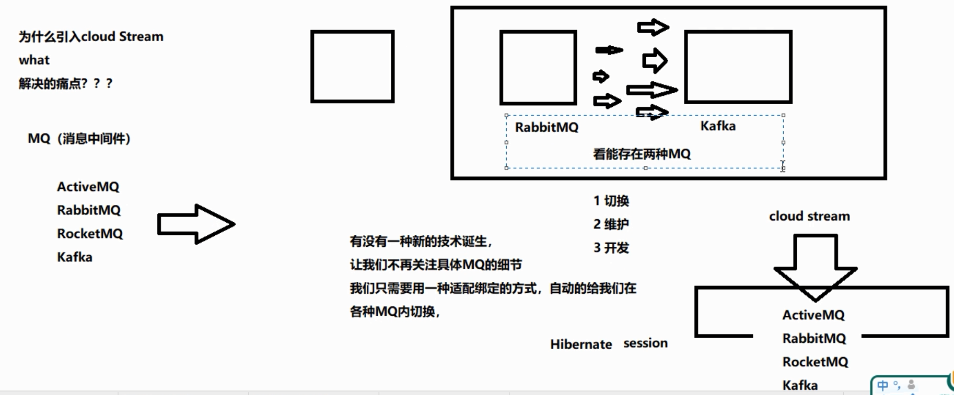 为什么引入cloud Stream
what
解决的痛点？？？
MQ（消息中间件）
ActiveMQ
RabbitMQ
RocketMQ
Kafka
RabbitMQ
Kafka
看能存在两种MQ
1 切换
2 维护
3 开发
有没有一种新的技术诞生，
让我们不再关注具体MQ的细节
我们只需要用一种适配绑定的方式，自动的给我们在
各种MQ内切换，
Hibernate session
cloud stream
ActiveMQ
RabbitMQ
RocketMQ
Kafka
中